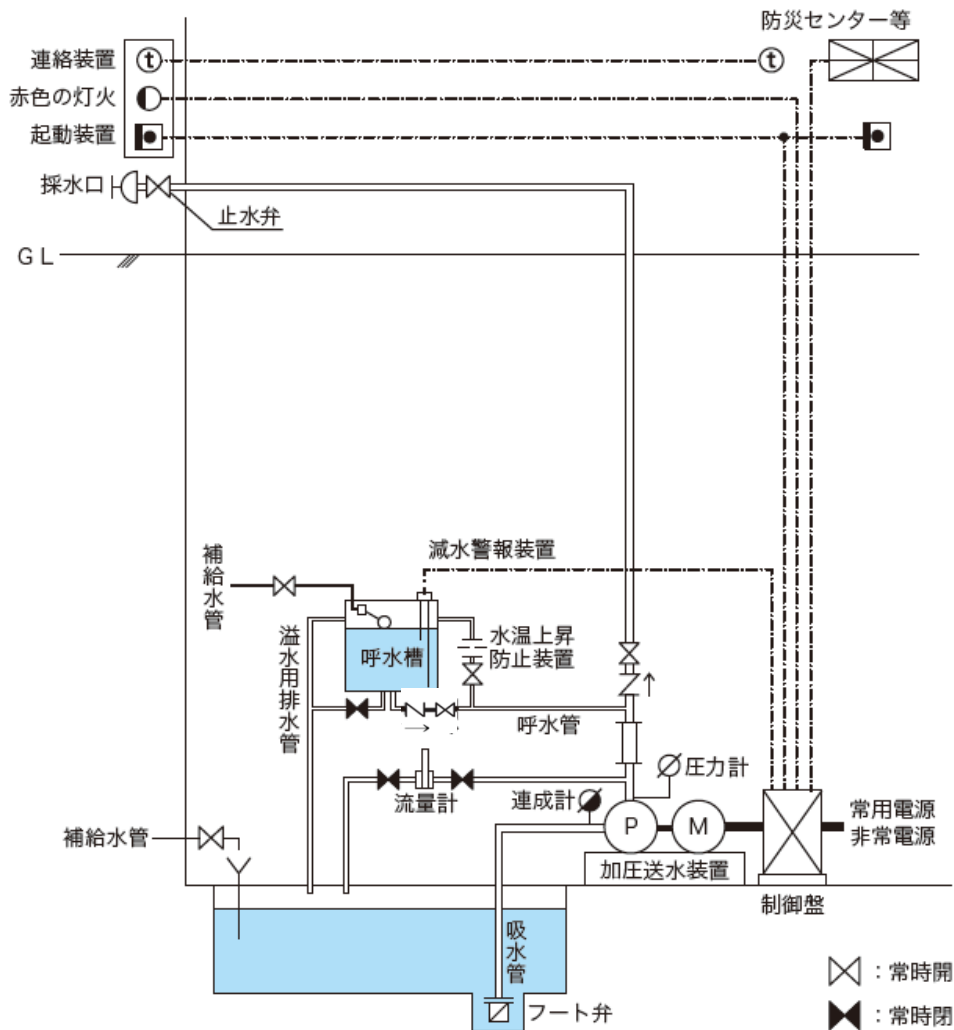 防災センター等
連絡装置
t
t
赤色の灯火
起動装置
採水口
止水弁
GL
減水警報装置
補給水管
溢水用排水管
呼水槽
水温上昇
防止装置
呼水管
流量計
連成計
圧力計
P
M
常用電源
非常電源
補給水管
加圧送水装置
制御盤
吸水管
フート弁
：常時開
：常時閉